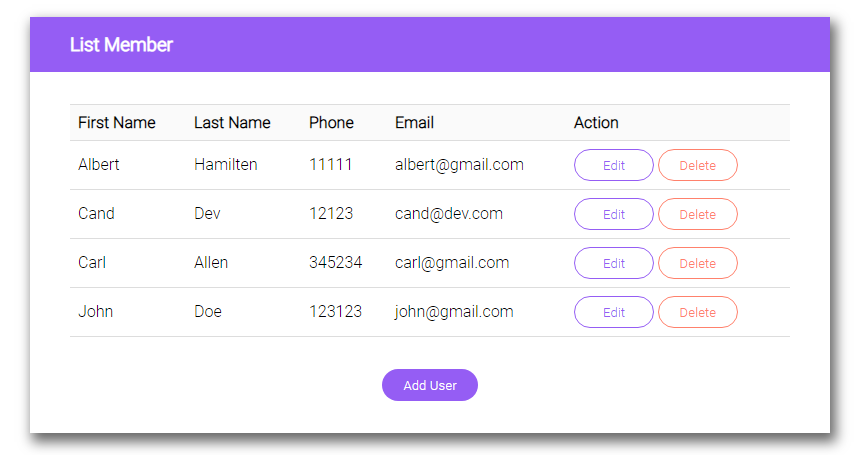 List Member
First Name Last Name Phone Email Action
Albert Hamilten 11111 albert@gmail.com Edit Delete
Cand Dev 12123 cand@dev.com Edit Delete
Carl Allen 345234 carl@gmail.com Edit Delete
John Doe 123123 john@gmail.com Edit Delete
Add User